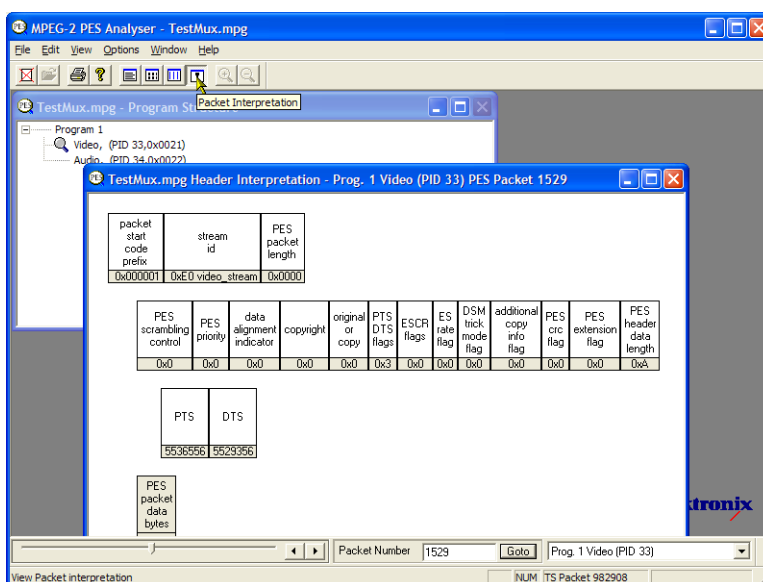 MPEG-2 PES Analyser - TestMux.mpg
File Edit View Options Window Help
Packet Interpretation
TestMux.mpg - Program
Program 1
Video, (PID 33,0x0021)
Audio, (PID 34,0x0022)
TestMux.mpg Header Interpretation - Prog. 1 Video (PID 33) PES Packet 1529
packet start code prefix
stream id
PES packet length
0x000001 0xE0 video_stream 0x0000
PES scrambling control
PES priority
data alignment indicator
copyright
original or copy
PTS DTS flags
ESCR flags
ES rate flag
DSM trick mode flag
additional copy info flag
PES crc flag
PES extension flag
PES header data length
0x0 0x0 0x0 0x0 0x0 0x3 0x0 0x0 0x0 0x0 0x0 0x0 0xA
PTS DTS
5536556 5529356
PES packet data bytes
ktronix
Packet Number 1529 Goto Prog. 1 Video (PID 33)
View Packet interpretation NUM TS Packet 982908